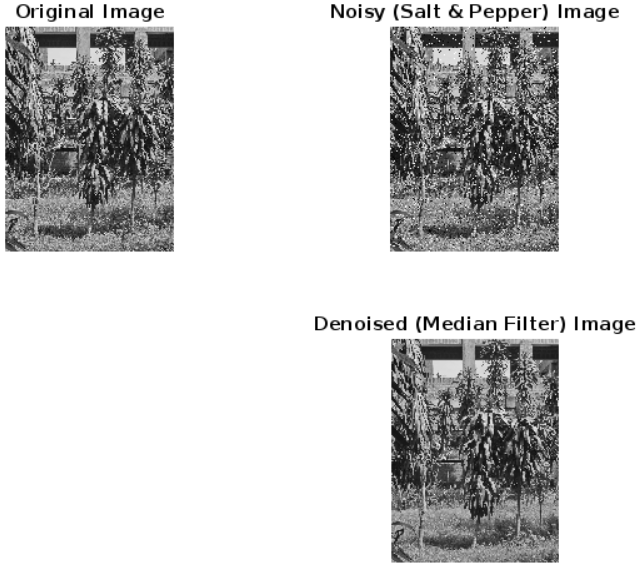 Original Image
Noisy (Salt & Pepper) Image
Denoised (Median Filter) Image